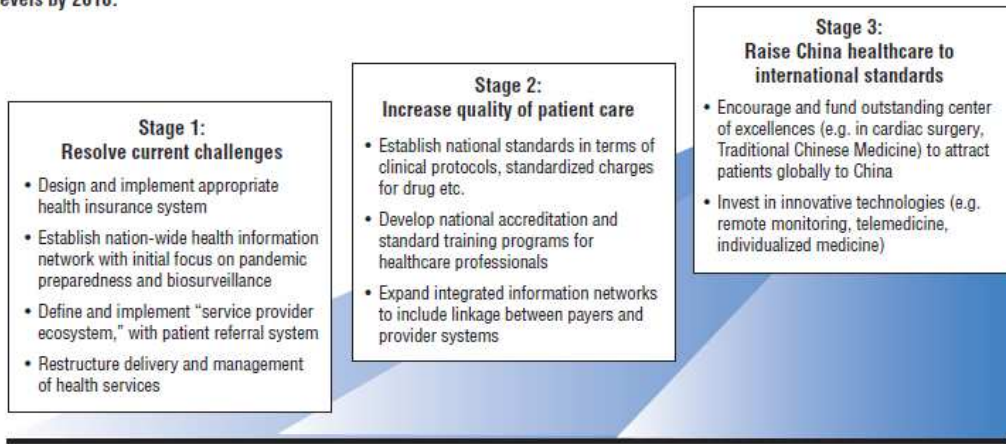 Stage 1:
Resolve current challenges
• Design and implement appropriate
health insurance system
• Establish nation-wide health information
network with initial focus on pandemic
preparedness and biosurveillance
• Define and implement “service provider
ecosystem,” with patient referral system
• Restructure delivery and management
of health services
Stage 2:
Increase quality of patient care
• Establish national standards in terms of
clinical protocols, standardized charges
for drug etc.
• Develop national accreditation and
standard training programs for
healthcare professionals
• Expand integrated information networks
to include linkage between payers and
provider systems
Stage 3:
Raise China healthcare to
international standards
• Encourage and fund outstanding center
of excellences (e.g. in cardiac surgery,
Traditional Chinese Medicine) to attract
patients globally to China
• Invest in innovative technologies (e.g.
remote monitoring, telemedicine,
individualized medicine)